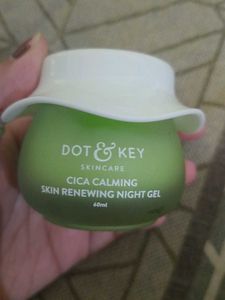 DOT & KEY
SKINCARE
CICA CALMING
SKIN RENEWING NIGHT GEL
60ml